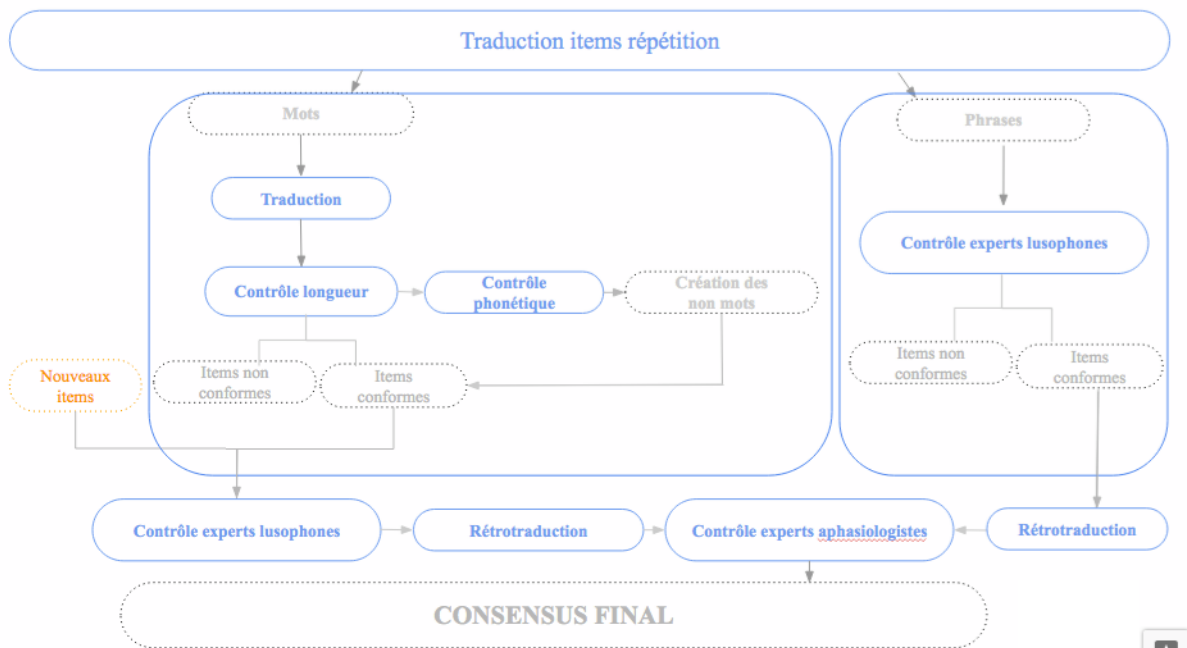 Traduction items répétition
Mots
Phrases
Traduction
Contrôle experts lusophones
Contrôle longueur
Contrôle
phonétique
Création des
non mots
Nouveaux
items
Items non
conformes
Items
conformes
Items non
conformes
Items
conformes
Contrôle experts lusophones
Rétrotraduction
Contrôle experts aphasiologistes
Rétrotraduction
CONSENSUS FINAL